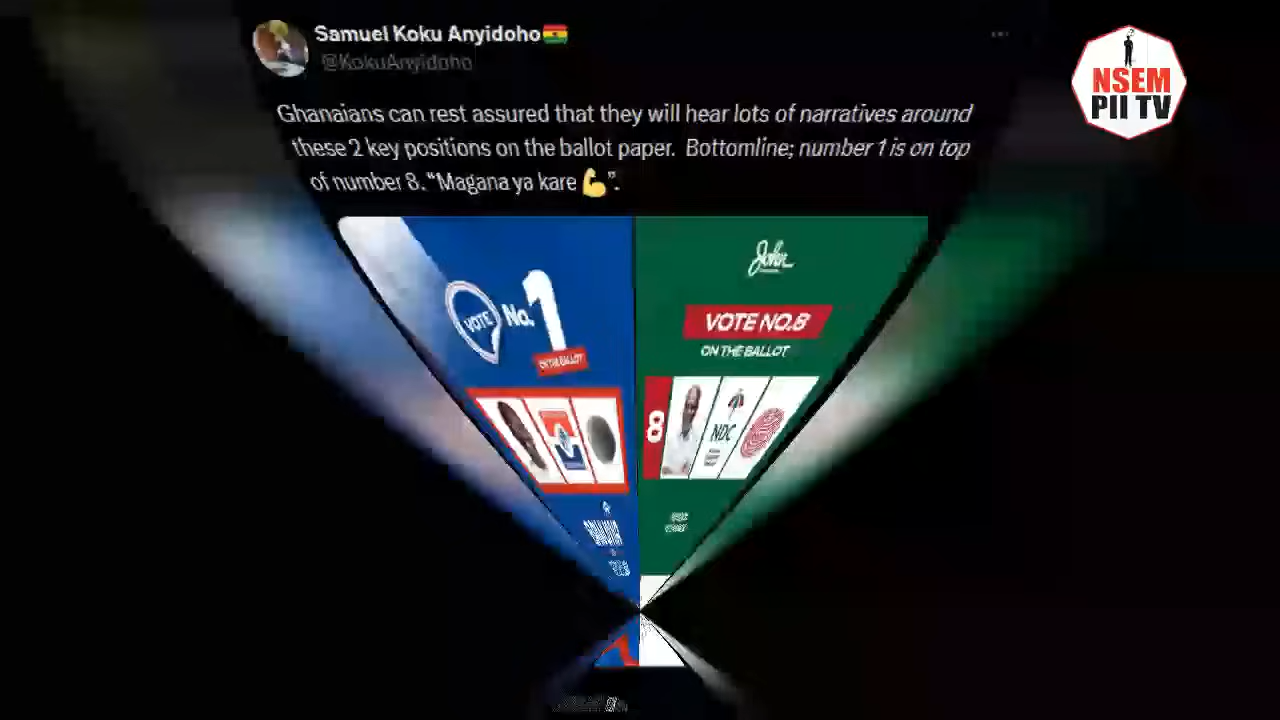 Samuel Koku Anyidoho🇬🇭
@KokuAnyidoho
NSEM
PII TV
Ghanaians can rest assured that they will hear lots of narratives around
these 2 key positions on the ballot paper. Bottomline; number 1 is on top
of number 8. “Magana ya kare 💪”.
VOTE No. 1
ON THE BALLOT
John
VOTE NO.8
ON THE BALLOT
8
NDC